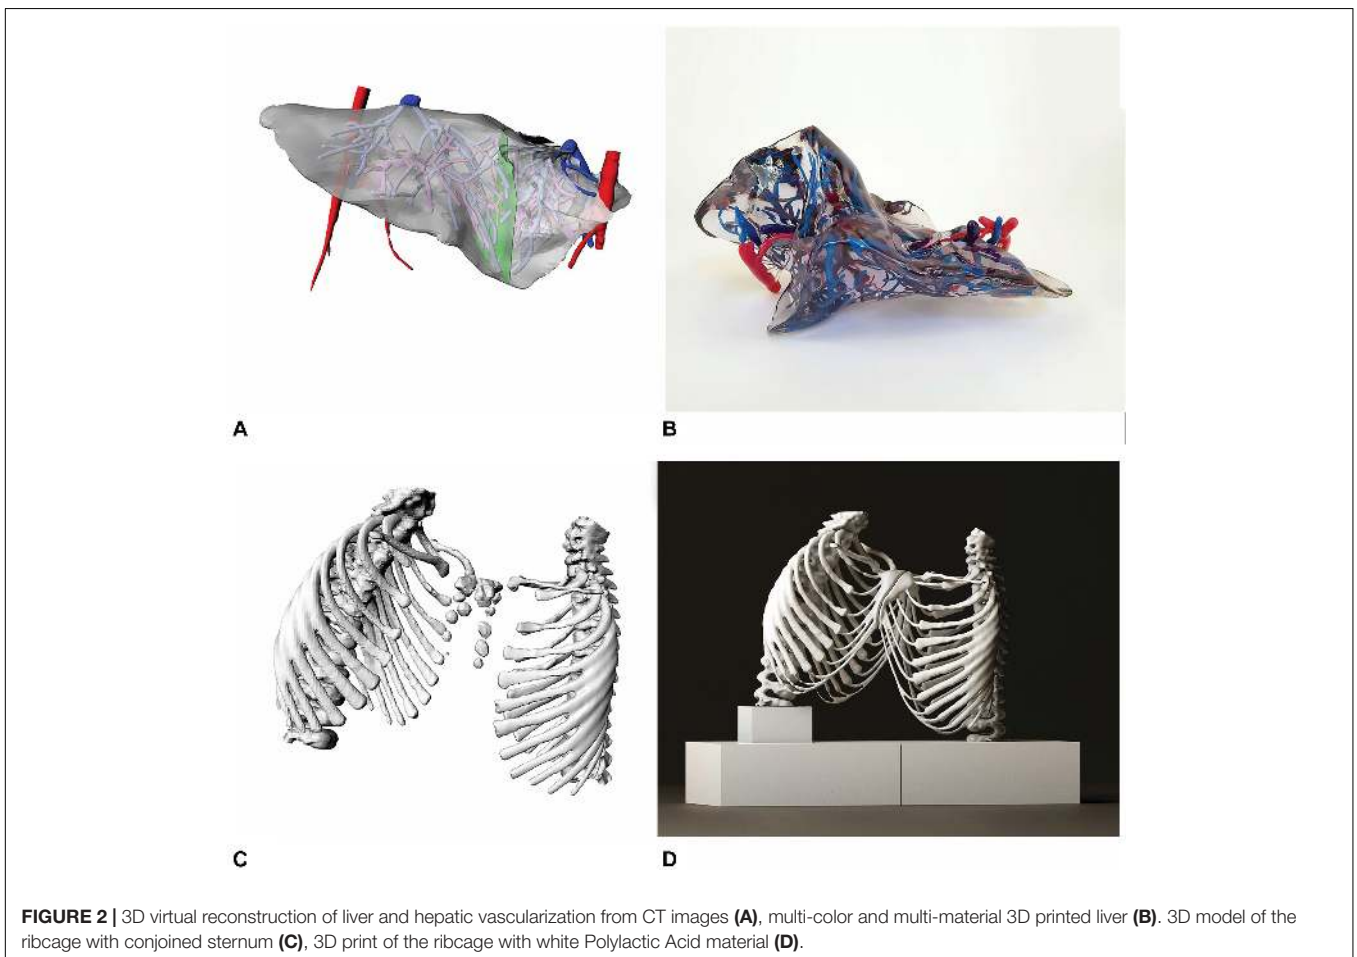 A
B
C
D
FIGURE 2 | 3D virtual reconstruction of liver and hepatic vascularization from CT images (A), multi-color and multi-material 3D printed liver (B). 3D model of the
ribcage with conjoined sternum (C), 3D print of the ribcage with white Polylactic Acid material (D).